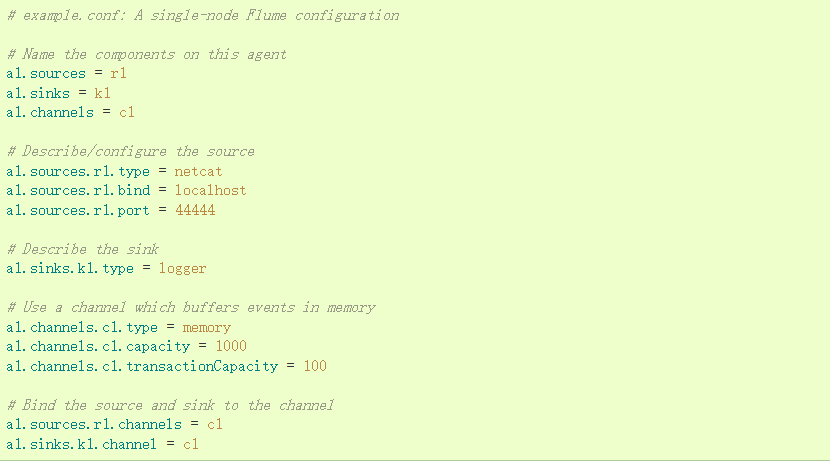 # example.conf: A single-node Flume configuration
# Name the components on this agent
a1.sources = r1
a1.sinks = k1
a1.channels = c1
# Describe/configure the source
a1.sources.r1.type = netcat
a1.sources.r1.bind = localhost
a1.sources.r1.port = 44444
# Describe the sink
a1.sinks.k1.type = logger
# Use a channel which buffers events in memory
a1.channels.c1.type = memory
a1.channels.c1.capacity = 1000
a1.channels.c1.transactionCapacity = 100
# Bind the source and sink to the channel
a1.sources.r1.channels = c1
a1.sinks.k1.channel = c1